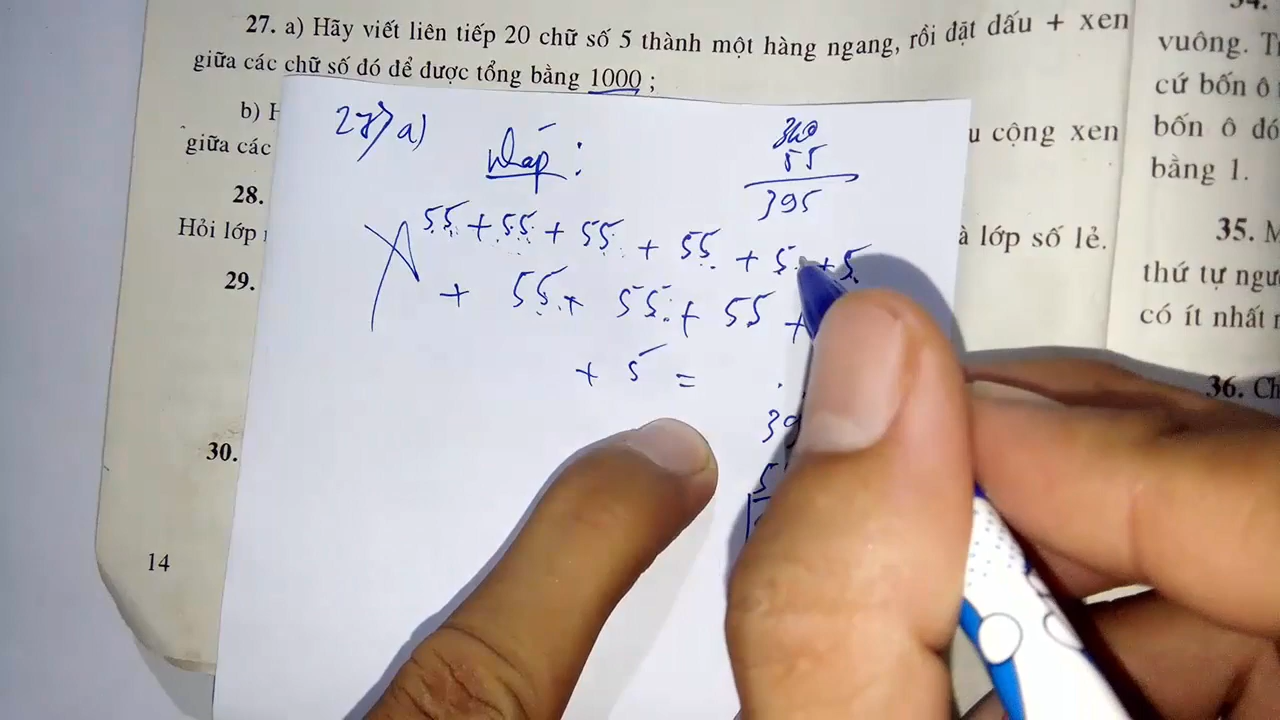 27. a) Hãy viết liên tiếp 20 chữ số 5 thành một hàng ngang, rồi đặt dấu + xen
giữa các chữ số đó để được tổng bằng 1000 ;
b)
giữa các
u cộng xen
28.
Hỏi lớp
à lớp số lẻ.
29.
30.
14
27) a)
nháp :
340
55
395
55 + 55 + 55 + 55 + 5 + 5
+ 55 + 55 + 55 +
+ 5 =
vuông.
cứ bốn ô
bốn ô đó
bằng 1.
35.
thứ tự
có ít nhất
36.